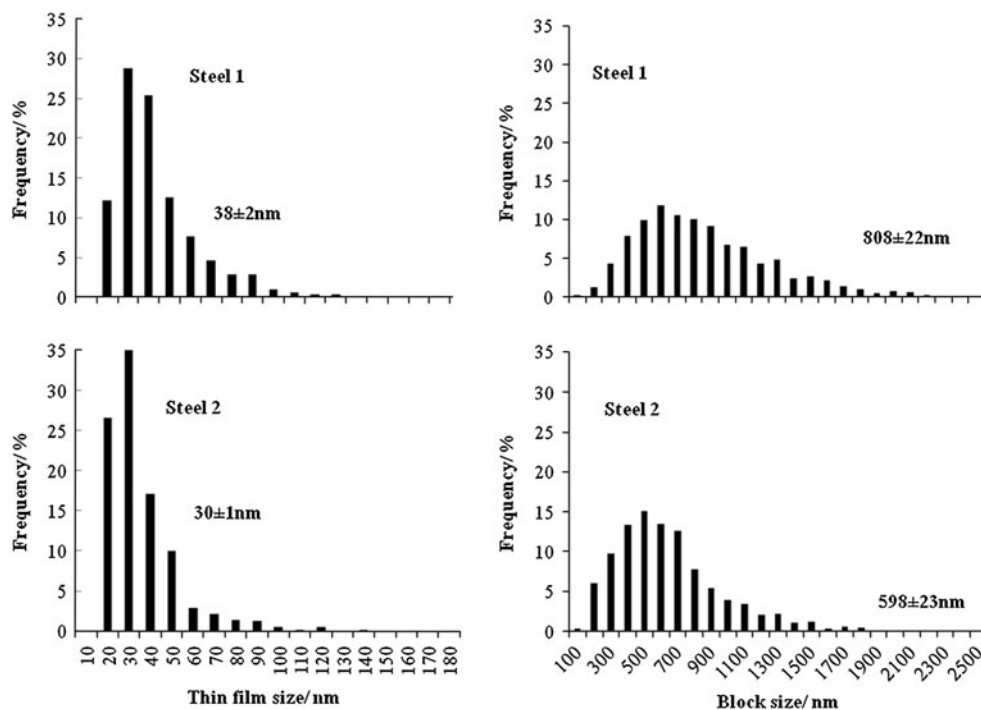 35
30
25
20
15
10
5
0
Frequency/ %
Steel 1
38±2nm
35
30
25
20
15
10
5
0
Frequency/ %
Steel 1
808±22nm
35
30
25
20
15
10
5
0
Frequency/ %
Steel 2
30±1nm
10 20 30 40 50 60 70 80 90 100 110 120 130 140 150 160 170 180
Thin film size/ nm
35
30
25
20
15
10
5
0
Frequency/ %
Steel 2
598±23nm
100 300 500 700 900 1100 1300 1500 1700 1900 2100 2300 2500
Block size/ nm